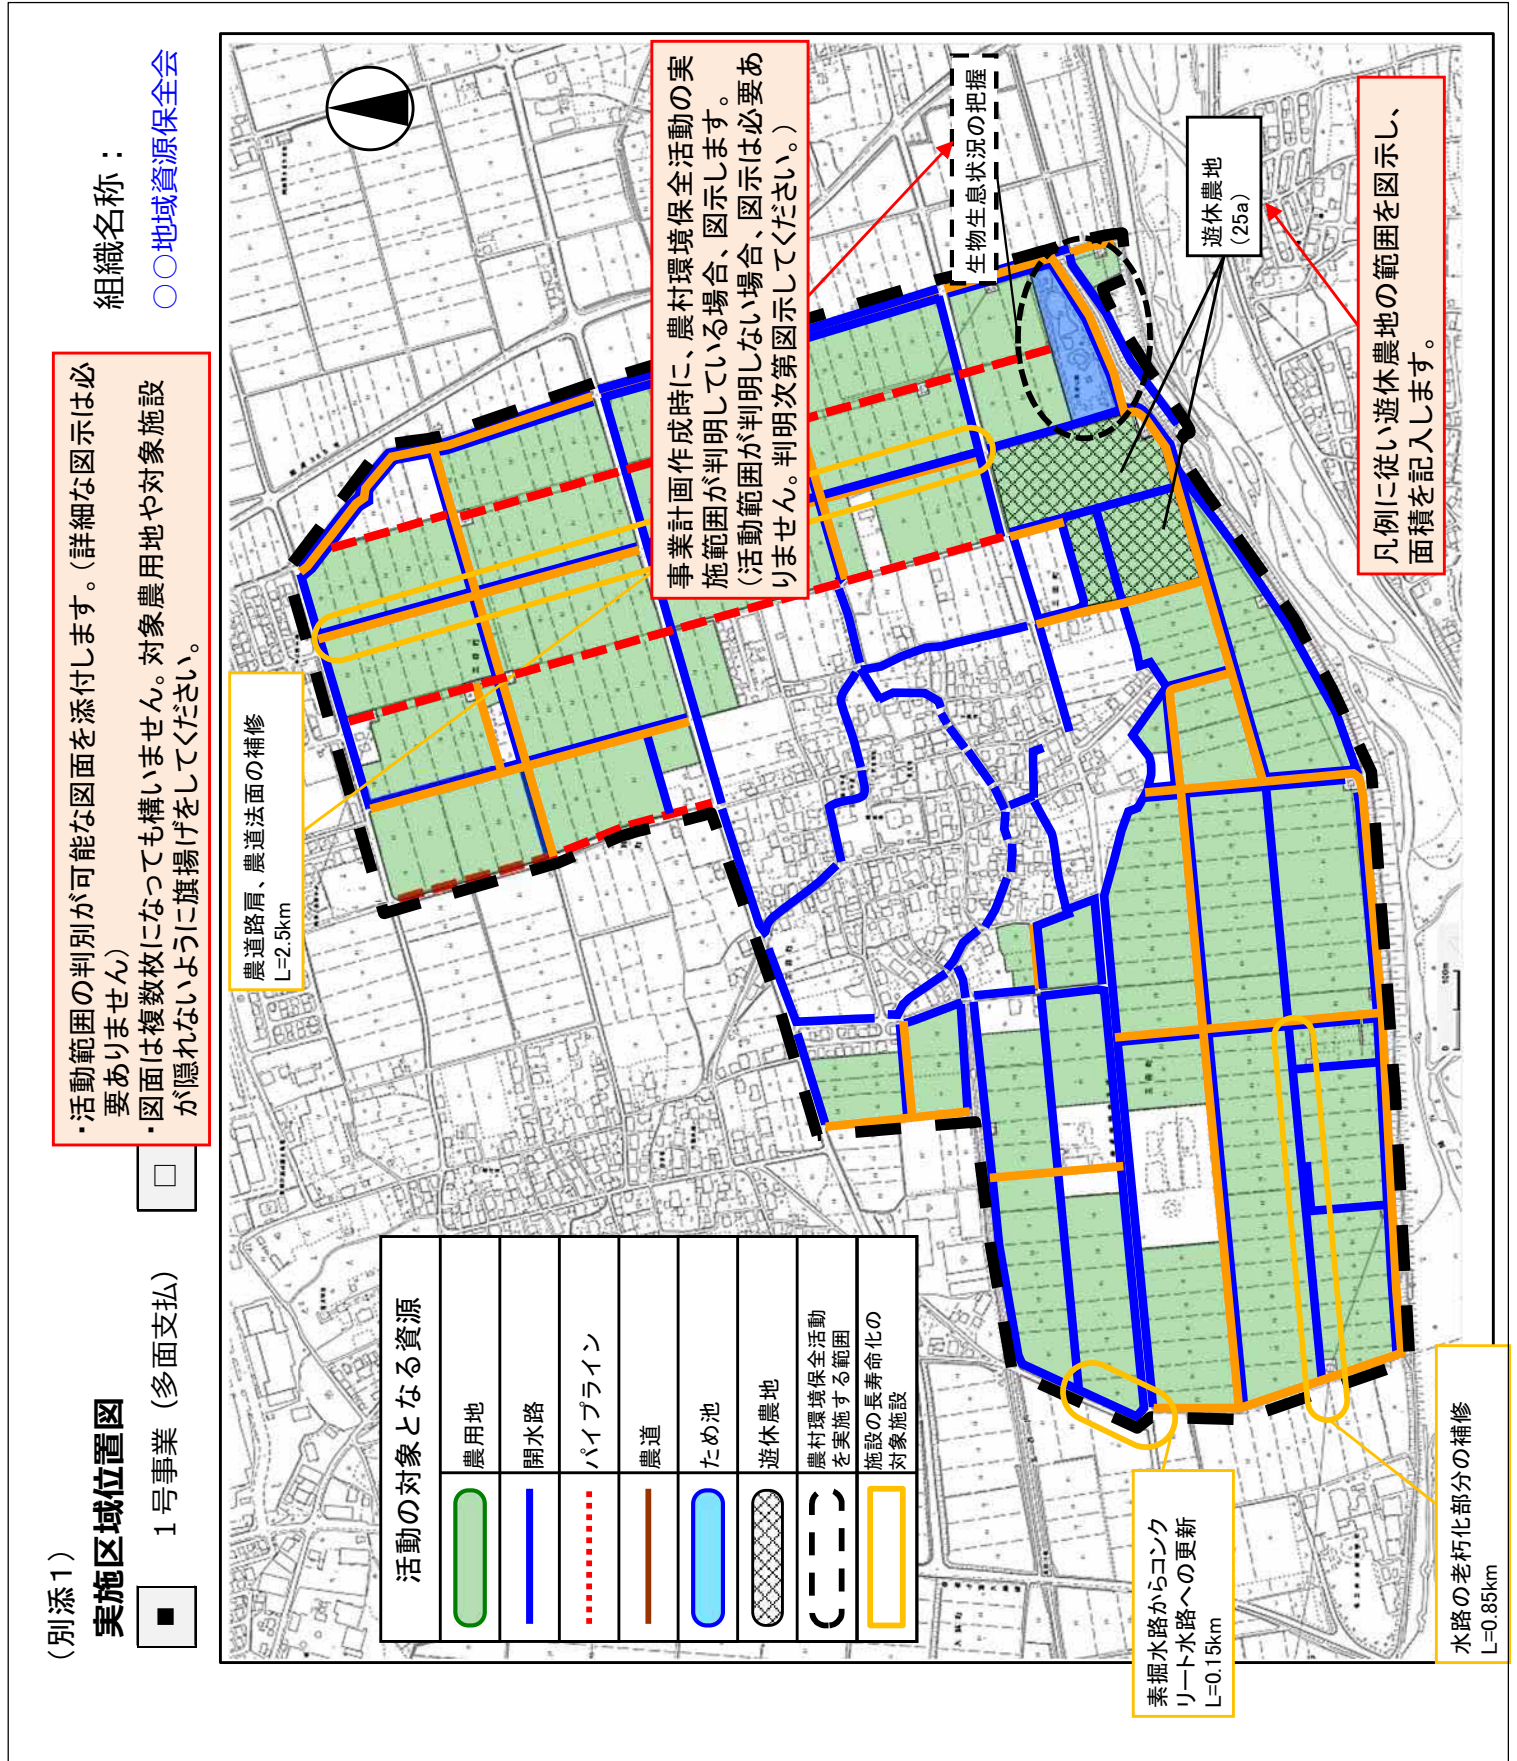 (別添１)
実施区域位置図
組織名称：
○○地域資源保全会
■
１号事業 (多面支払)
□
・活動範囲の判別が可能な図面を添付します。(詳細な図示は必
要ありません)
・図面は複数枚になっても構いません。対象農用地や対象施設
が隠れないように旗揚げをしてください。
農道路肩、農道法面の補修
L=2.5km
事業計画作成時に、農村環境保全活動の実
施範囲が判明している場合、図示します。
(活動範囲が判明しない場合、図示は必要あ
りません。判明次第図示してください。)
生物生息状況の把握
遊休農地
(25a)
凡例に従い遊休農地の範囲を図示し、
面積を記入します。
活動の対象となる資源
農用地
開水路
パイプライン
農道
ため池
遊休農地
農村環境保全活動
を実施する範囲
施設の長寿命化の
対象施設
素掘水路からコンク
リート水路への更新
L=0.15km
水路の老朽化部分の補修
L=0.85km
0 100m